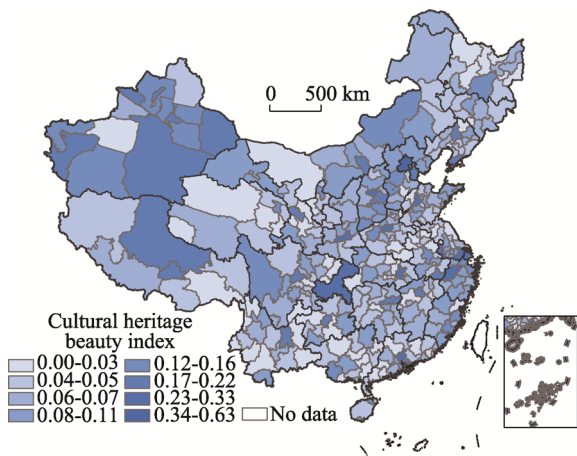 0 500 km
Cultural heritage
beauty index
0.00-0.03 0.12-0.16
0.04-0.05 0.17-0.22
0.06-0.07 0.23-0.33
0.08-0.11 0.34-0.63 No data